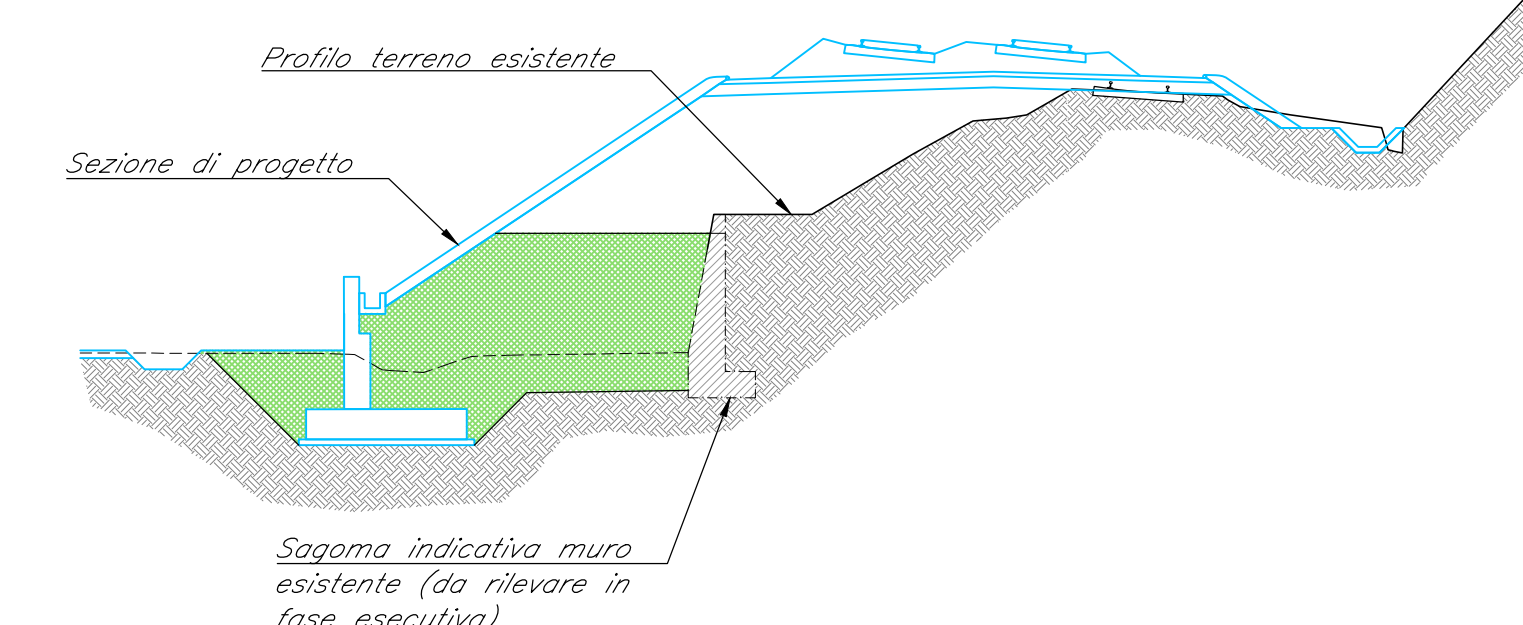 Profilo terreno esistente
Sezione di progetto
Sagoma indicativa muro
esistente (da rilevare in
fase esecutiva)